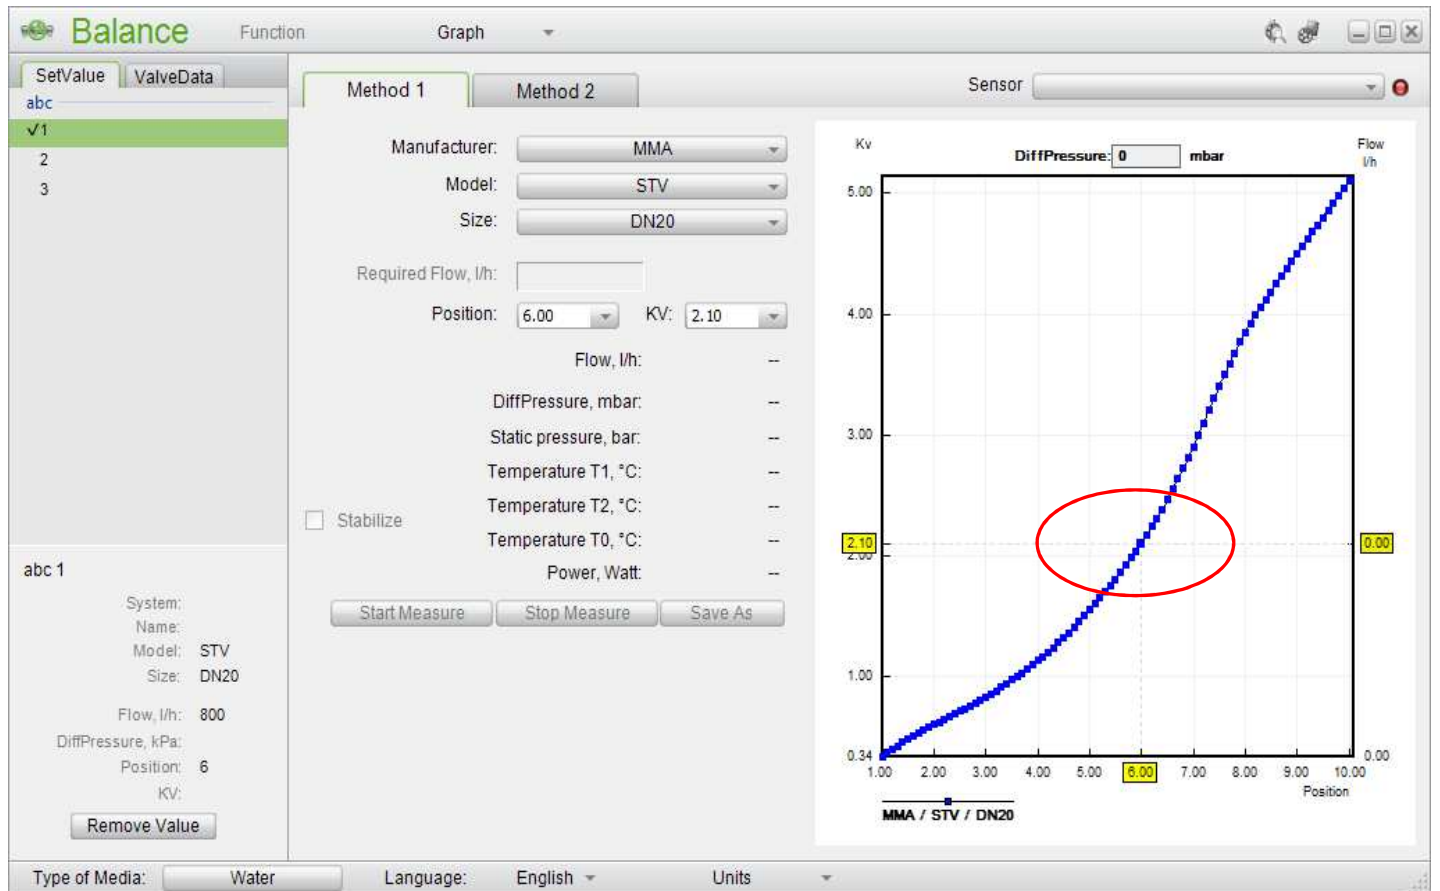 Balance Function Graph
SetValue ValveData
abc
√1
2
3
Method 1 Method 2 Sensor
Manufacturer: MMA
Model: STV
Size: DN20
Required Flow, l/h:
Position: 6.00 KV: 2.10
Flow, l/h: --
DiffPressure, mbar: --
Static pressure, bar: --
Temperature T1, °C: --
Temperature T2, °C: --
Stabilize
Temperature T0, °C: --
Power, Watt: --
Start Measure Stop Measure Save As
Kv DiffPressure: 0 mbar Flow
l/h
5.00
4.00
3.00
2.10 0.00
2.00
1.00
0.34 0.00
1.00 2.00 3.00 4.00 5.00 6.00 7.00 8.00 9.00 10.00
Position
MMA / STV / DN20
abc 1
System:
Name:
Model: STV
Size: DN20
Flow, l/h: 800
DiffPressure, kPa:
Position: 6
KV:
Remove Value
Type of Media: Water Language: English Units